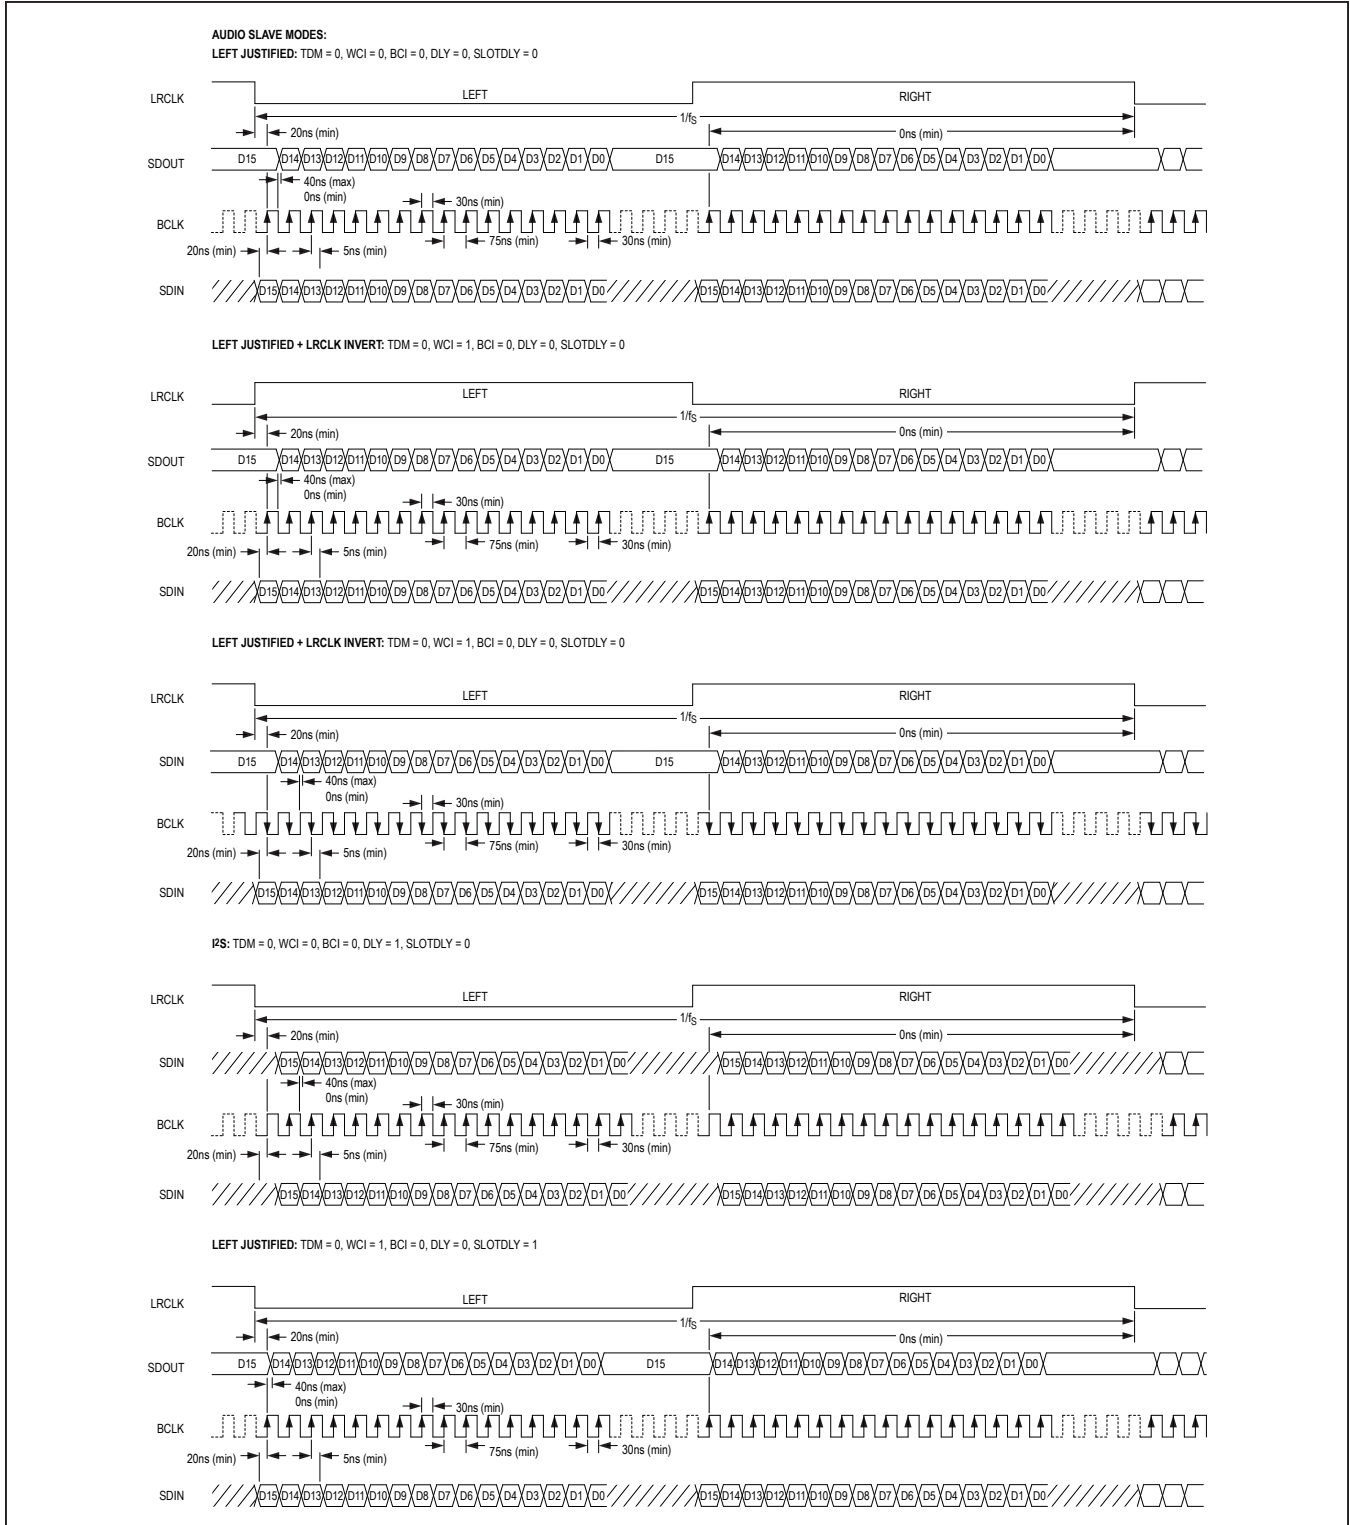 AUDIO SLAVE MODES:
LEFT JUSTIFIED: TDM = 0, WCI = 0, BCI = 0, DLY = 0, SLOTDLY = 0
LRCLK LEFT RIGHT
1/fS
20ns (min) 0ns (min)
SDOUT D15 D14 D13 D12 D11 D10 D9 D8 D7 D6 D5 D4 D3 D2 D1 D0 D15 D14 D13 D12 D11 D10 D9 D8 D7 D6 D5 D4 D3 D2 D1 D0
40ns (max)
0ns (min) 30ns (min)
BCLK
20ns (min) 5ns (min) 75ns (min) 30ns (min)
SDIN D15 D14 D13 D12 D11 D10 D9 D8 D7 D6 D5 D4 D3 D2 D1 D0 D15 D14 D13 D12 D11 D10 D9 D8 D7 D6 D5 D4 D3 D2 D1 D0
LEFT JUSTIFIED + LRCLK INVERT: TDM = 0, WCI = 1, BCI = 0, DLY = 0, SLOTDLY = 0
LRCLK LEFT RIGHT
1/fS
20ns (min) 0ns (min)
SDOUT D15 D14 D13 D12 D11 D10 D9 D8 D7 D6 D5 D4 D3 D2 D1 D0 D15 D14 D13 D12 D11 D10 D9 D8 D7 D6 D5 D4 D3 D2 D1 D0
40ns (max)
0ns (min) 30ns (min)
BCLK
20ns (min) 5ns (min) 75ns (min) 30ns (min)
SDIN D15 D14 D13 D12 D11 D10 D9 D8 D7 D6 D5 D4 D3 D2 D1 D0 D15 D14 D13 D12 D11 D10 D9 D8 D7 D6 D5 D4 D3 D2 D1 D0
LEFT JUSTIFIED + LRCLK INVERT: TDM = 0, WCI = 1, BCI = 0, DLY = 0, SLOTDLY = 0
LRCLK LEFT RIGHT
1/fS
20ns (min) 0ns (min)
SDIN D15 D14 D13 D12 D11 D10 D9 D8 D7 D6 D5 D4 D3 D2 D1 D0 D15 D14 D13 D12 D11 D10 D9 D8 D7 D6 D5 D4 D3 D2 D1 D0
40ns (max)
0ns (min) 30ns (min)
BCLK
20ns (min) 5ns (min) 75ns (min) 30ns (min)
SDIN D15 D14 D13 D12 D11 D10 D9 D8 D7 D6 D5 D4 D3 D2 D1 D0 D15 D14 D13 D12 D11 D10 D9 D8 D7 D6 D5 D4 D3 D2 D1 D0
I2S: TDM = 0, WCI = 0, BCI = 0, DLY = 1, SLOTDLY = 0
LRCLK LEFT RIGHT
1/fS
20ns (min) 0ns (min)
SDIN D15 D14 D13 D12 D11 D10 D9 D8 D7 D6 D5 D4 D3 D2 D1 D0 D15 D14 D13 D12 D11 D10 D9 D8 D7 D6 D5 D4 D3 D2 D1 D0
40ns (max)
0ns (min) 30ns (min)
BCLK
20ns (min) 5ns (min) 75ns (min) 30ns (min)
SDIN D15 D14 D13 D12 D11 D10 D9 D8 D7 D6 D5 D4 D3 D2 D1 D0 D15 D14 D13 D12 D11 D10 D9 D8 D7 D6 D5 D4 D3 D2 D1 D0
LEFT JUSTIFIED: TDM = 0, WCI = 1, BCI = 0, DLY = 0, SLOTDLY = 1
LRCLK LEFT RIGHT
1/fS
20ns (min) 0ns (min)
SDOUT D15 D14 D13 D12 D11 D10 D9 D8 D7 D6 D5 D4 D3 D2 D1 D0 D15 D14 D13 D12 D11 D10 D9 D8 D7 D6 D5 D4 D3 D2 D1 D0
40ns (max)
0ns (min) 30ns (min)
BCLK
20ns (min) 5ns (min) 75ns (min) 30ns (min)
SDIN D15 D14 D13 D12 D11 D10 D9 D8 D7 D6 D5 D4 D3 D2 D1 D0 D15 D14 D13 D12 D11 D10 D9 D8 D7 D6 D5 D4 D3 D2 D1 D0